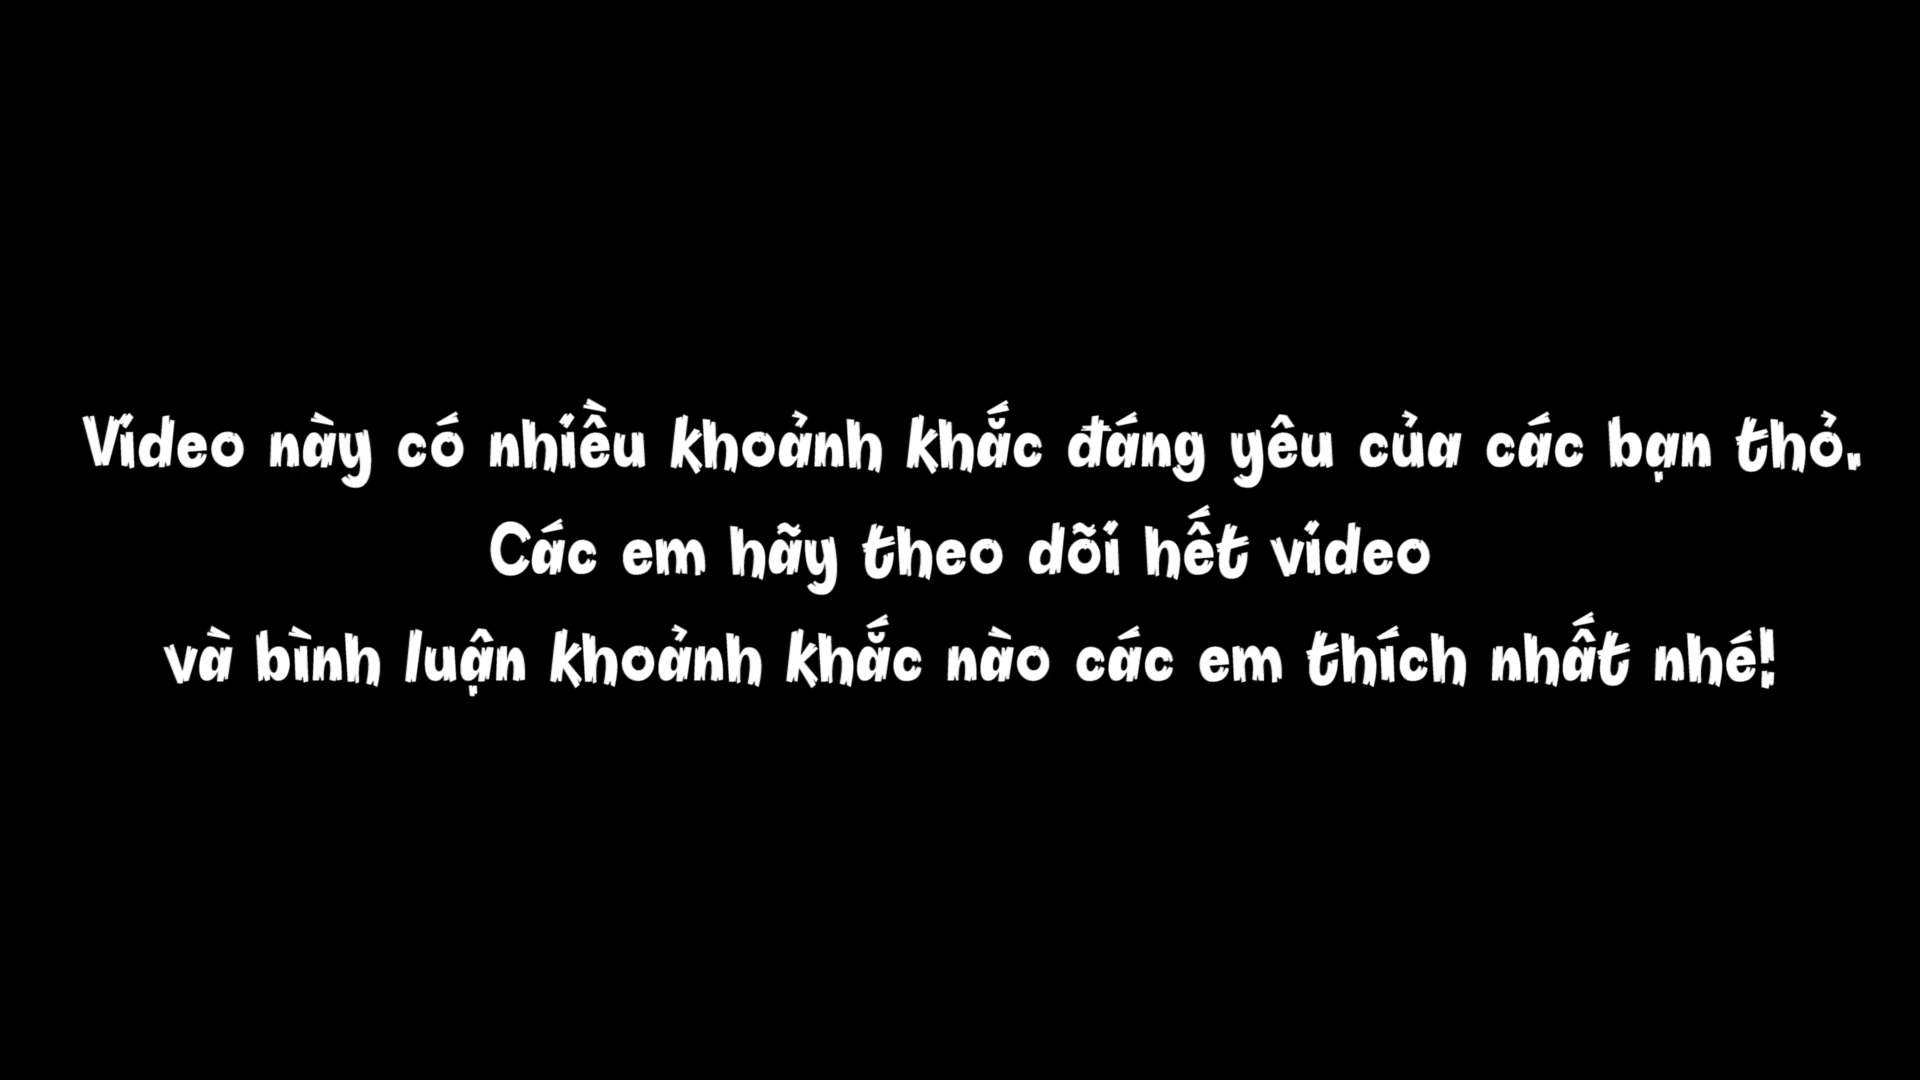 Video này có nhiều khoảnh khắc đáng yêu của các bạn thỏ.
Các em hãy theo dõi hết video
và bình luận khoảnh khắc nào các em thích nhất nhé!